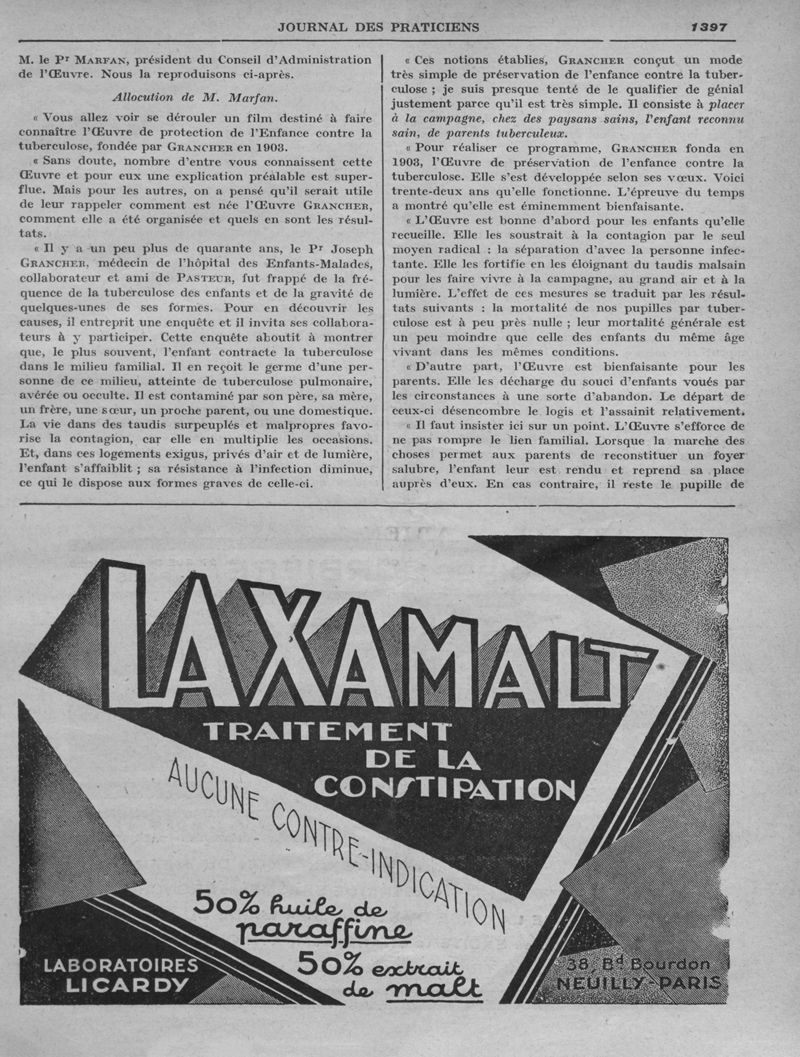 JOURNAL DES PRATICIENS
1397
M. le Pr MARFAN, président du Conseil d'Administration
de l'Œuvre. Nous la reproduisons ci-après.
Allocution de M. Marfan.
« Vous allez voir se dérouler un film destiné à faire
connaître l'Œuvre de protection de l'Enfance contre la
tuberculose, fondée par GRANCHER en 1903.
« Sans doute, nombre d'entre vous connaissent cette
Œuvre et pour eux une explication préalable est super-
flue. Mais pour les autres, on a pensé qu'il serait utile
de leur rappeler comment est née l'Œuvre GRANCHER,
comment elle a été organisée et quels en sont les résul-
tats.
« Il y a un peu plus de quarante ans, le Pr Joseph
GRANCHER, médecin de l'hôpital des Enfants-Malades,
collaborateur et ami de PASTEUR, fut frappé de la fré-
quence de la tuberculose des enfants et de la gravité de
quelques-unes de ses formes. Pour en découvrir les
causes, il entreprit une enquête et il invita ses collabora-
teurs à y participer. Cette enquête aboutit à montrer
que, le plus souvent, l'enfant contracte la tuberculose
dans le milieu familial. Il en reçoit le germe d'une per-
sonne de ce milieu, atteinte de tuberculose pulmonaire,
avérée ou occulte. Il est contaminé par son père, sa mère,
un frère, une sœur, un proche parent, ou une domestique.
La vie dans des taudis surpeuplés et malpropres favo-
rise la contagion, car elle en multiplie les occasions.
Et, dans ces logements exigus, privés d'air et de lumière,
l'enfant s'affaiblit ; sa résistance à l'infection diminue,
ce qui le dispose aux formes graves de celle-ci.
« Ces notions établies, GRANCHER conçut un mode
très simple de préservation de l'enfance contre la tuber-
culose ; je suis presque tenté de le qualifier de génial
justement parce qu'il est très simple. Il consiste à placer
à la campagne, chez des paysans sains, l'enfant reconnu
sain, de parents tuberculeux.
« Pour réaliser ce programme, GRANCHER fonda en
1903, l'Œuvre de préservation de l'enfance contre la
tuberculose. Elle s'est développée selon ses vœux. Voici
trente-deux ans qu'elle fonctionne. L'épreuve du temps
a montré qu'elle est éminemment bienfaisante.
« L'Œuvre est bonne d'abord pour les enfants qu'elle
recueille. Elle les soustrait à la contagion par le seul
moyen radical : la séparation d'avec la personne infec-
tante. Elle les fortifie en les éloignant du taudis malsain
pour les faire vivre à la campagne, au grand air et à la
lumière. L'effet de ces mesures se traduit par les résul-
tats suivants : la mortalité de nos pupilles par tuber-
culose est à peu près nulle ; leur mortalité générale est
un peu moindre que celle des enfants du même âge
vivant dans les mêmes conditions.
« D'autre part, l'Œuvre est bienfaisante pour les
parents. Elle les décharge du souci d'enfants voués par
les circonstances à une sorte d'abandon. Le départ de
ceux-ci désencombre le logis et l'assainit relativement.
« Il faut insister ici sur un point. L'Œuvre s'efforce de
ne pas rompre le lien familial. Lorsque la marche des
choses permet aux parents de reconstituer un foyer
salubre, l'enfant leur est rendu et reprend sa place
auprès d'eux. En cas contraire, il reste le pupille de
LAXAMALT
TRAITEMENT
DE LA
CONSTIPATION
AUCUNE CONTRE-INDICATION
50% huile de
paraffine
50% extrait
de malt
LABORATOIRES
LICARDY
38, Bd Bourdon
NEUILLY-PARIS